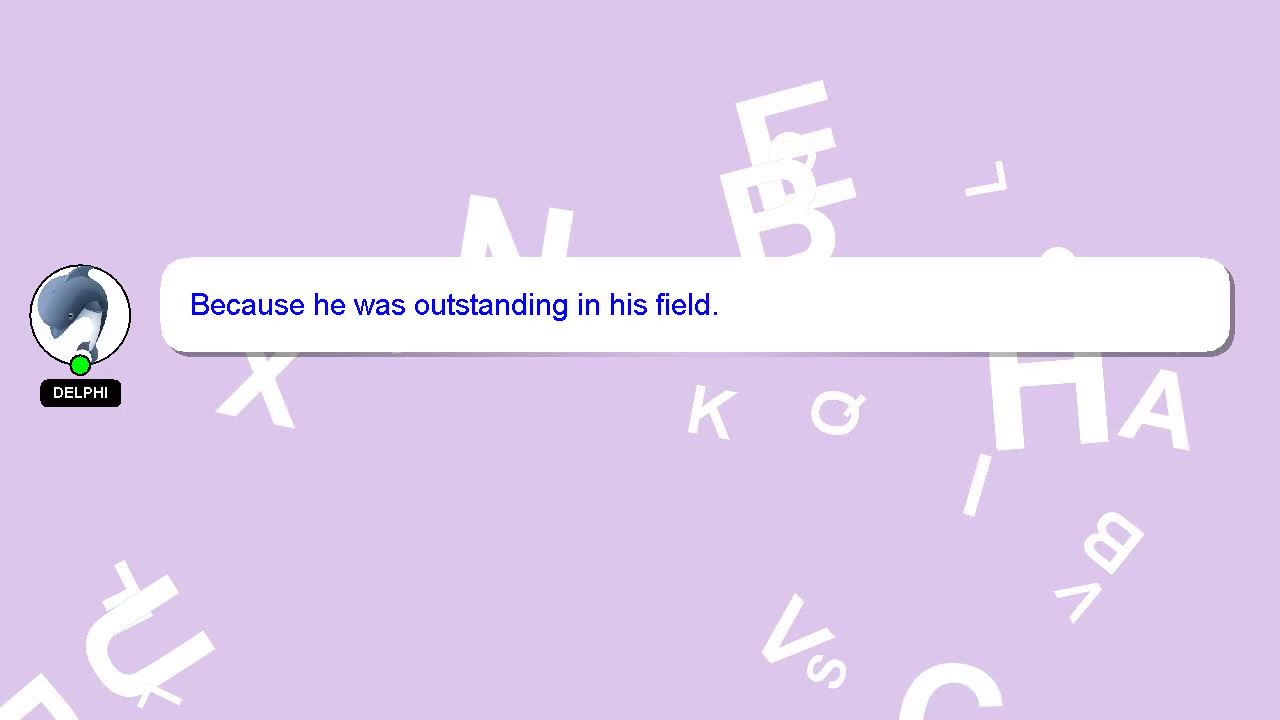 E
B
L
N
Because he was outstanding in his field.
DELPHI
X
K
Q
H
A
I
B
V
U
V
S
C